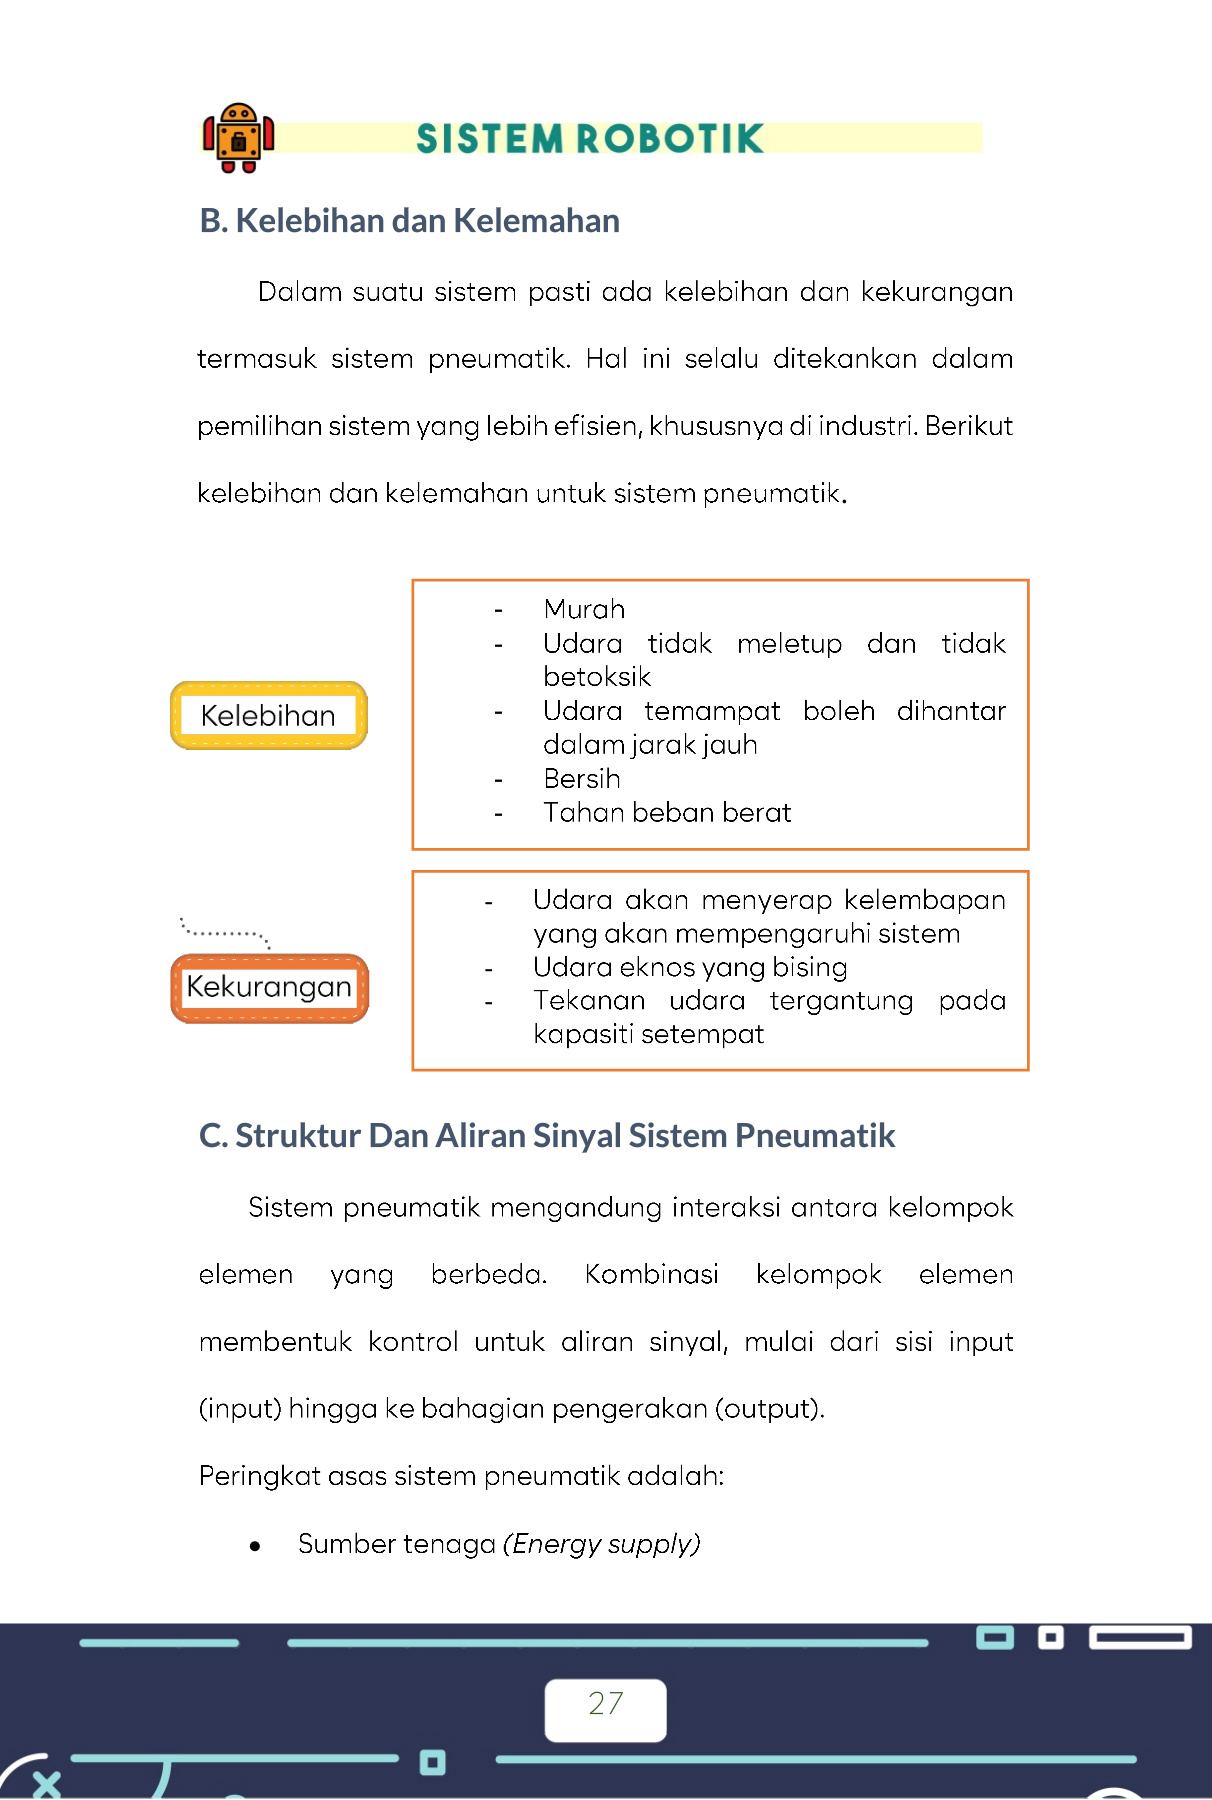 SISTEM ROBOTIK
B. Kelebihan dan Kelemahan
Dalam suatu sistem pasti ada kelebihan dan kekurangan
termasuk sistem pneumatik. Hal ini selalu ditekankan dalam
pemilihan sistem yang lebih efisien, khususnya di industri. Berikut
kelebihan dan kelemahan untuk sistem pneumatik.
Kelebihan
- Murah
- Udara tidak meletup dan tidak
betoksik
- Udara temampat boleh dihantar
dalam jarak jauh
- Bersih
- Tahan beban berat
Kekurangan
- Udara akan menyerap kelembapan
yang akan mempengaruhi sistem
- Udara eknos yang bising
- Tekanan udara tergantung pada
kapasiti setempat
C. Struktur Dan Aliran Sinyal Sistem Pneumatik
Sistem pneumatik mengandung interaksi antara kelompok
elemen yang berbeda. Kombinasi kelompok elemen
membentuk kontrol untuk aliran sinyal, mulai dari sisi input
(input) hingga ke bahagian pengerakan (output).
Peringkat asas sistem pneumatik adalah:
• Sumber tenaga (Energy supply)
27